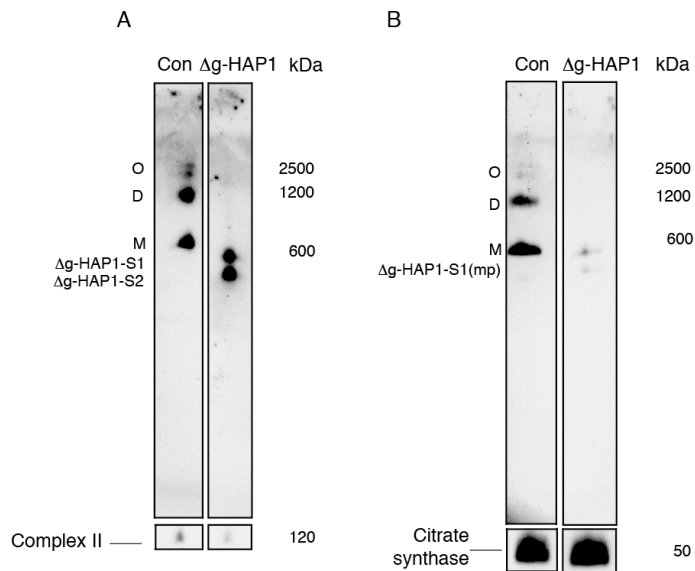 A
B
Con Δg-HAP1 kDa
Con Δg-HAP1 kDa
O
D
M
Δg-HAP1-S1
Δg-HAP1-S2
2500
1200
600
Complex II
120
O
D
M
Δg-HAP1-S1(mp)
2500
1200
600
Citrate
synthase
50